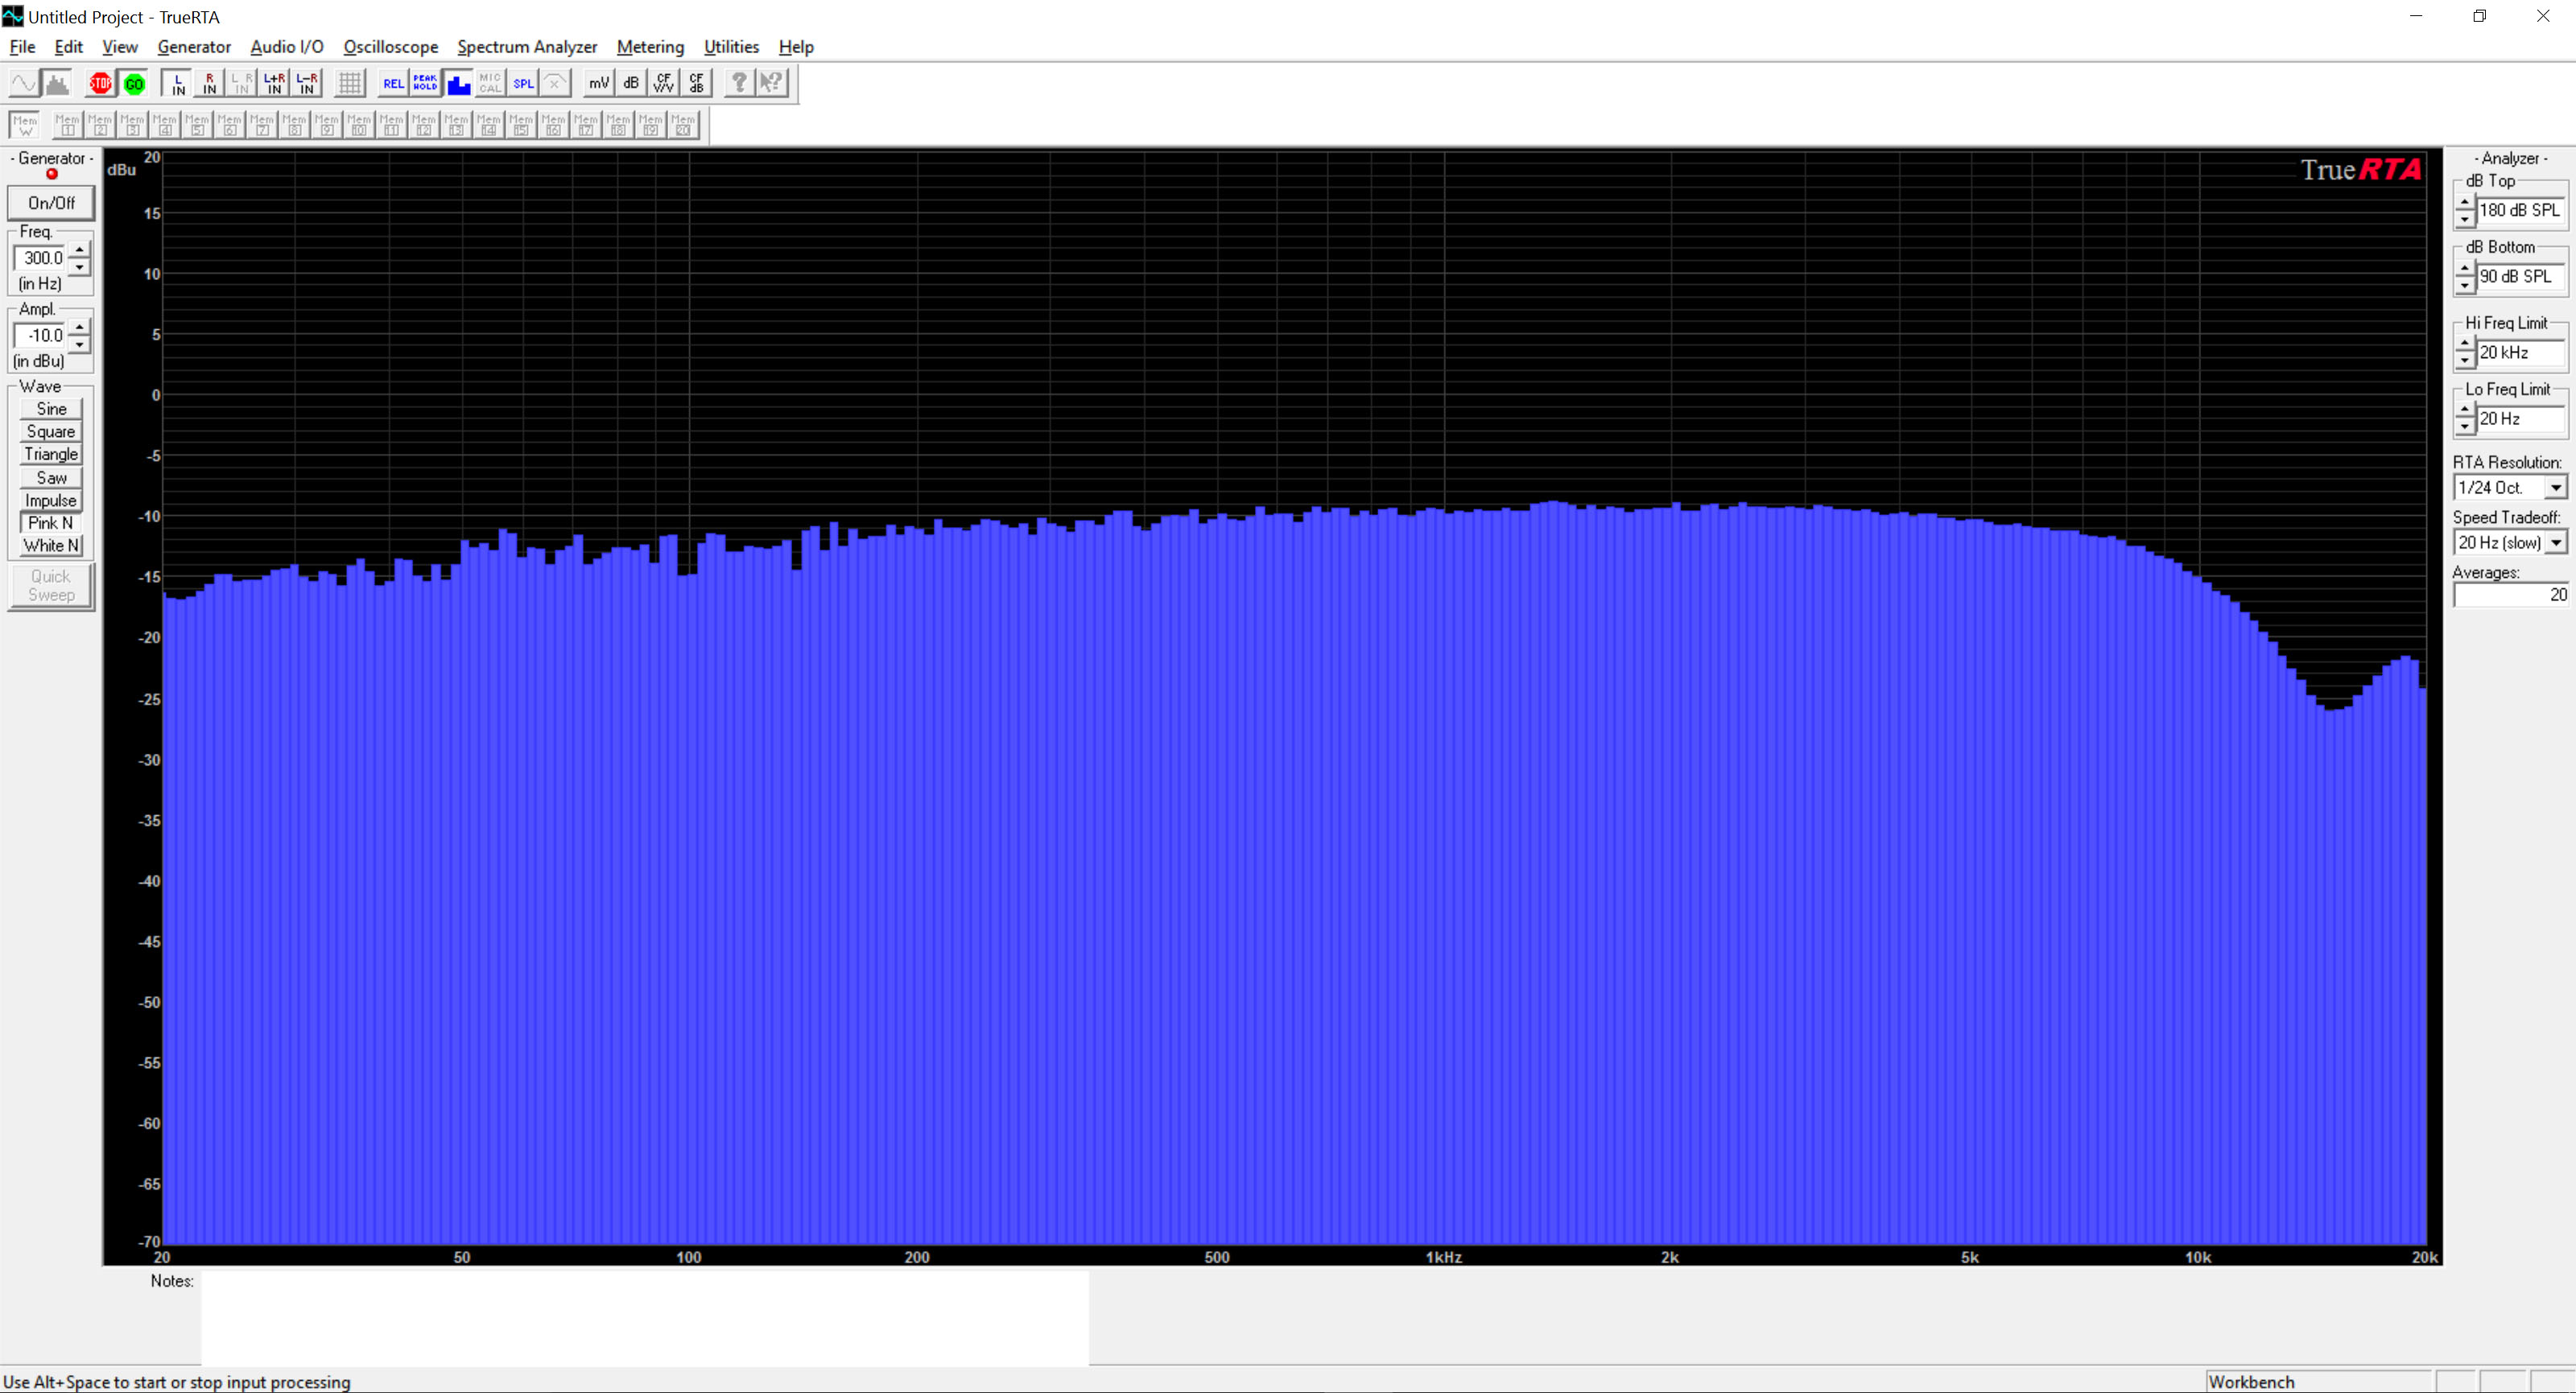 Untitled Project - TrueRTA
File Edit View Generator Audio I/O Oscilloscope Spectrum Analyzer Metering Utilities Help
STOP GO L IN R IN L R IN L+R IN L-R IN REL PEAK HOLD MIC CAL SPL mV dB CF V/V CF dB ? ?
Mem W Mem 1 Mem 2 Mem 3 Mem 4 Mem 5 Mem 6 Mem 7 Mem 8 Mem 9 Mem 10 Mem 11 Mem 12 Mem 13 Mem 14 Mem 15 Mem 16 Mem 17 Mem 18 Mem 19 Mem 20
- Generator -
On/Off
Freq.
300.0
(in Hz)
Ampl.
-10.0
(in dBu)
Wave
Sine
Square
Triangle
Saw
Impulse
Pink N
White N
Quick
Sweep
dBu
TrueRTA
20
15
10
5
0
-5
-10
-15
-20
-25
-30
-35
-40
-45
-50
-55
-60
-65
-70
20 50 100 200 500 1kHz 2k 5k 10k 20k
- Analyzer -
dB Top
180 dB SPL
dB Bottom
90 dB SPL
Hi Freq Limit
20 kHz
Lo Freq Limit
20 Hz
RTA Resolution:
1/24 Oct.
Speed Tradeoff:
20 Hz (slow)
Averages:
20
Notes:
Use Alt+Space to start or stop input processing
Workbench